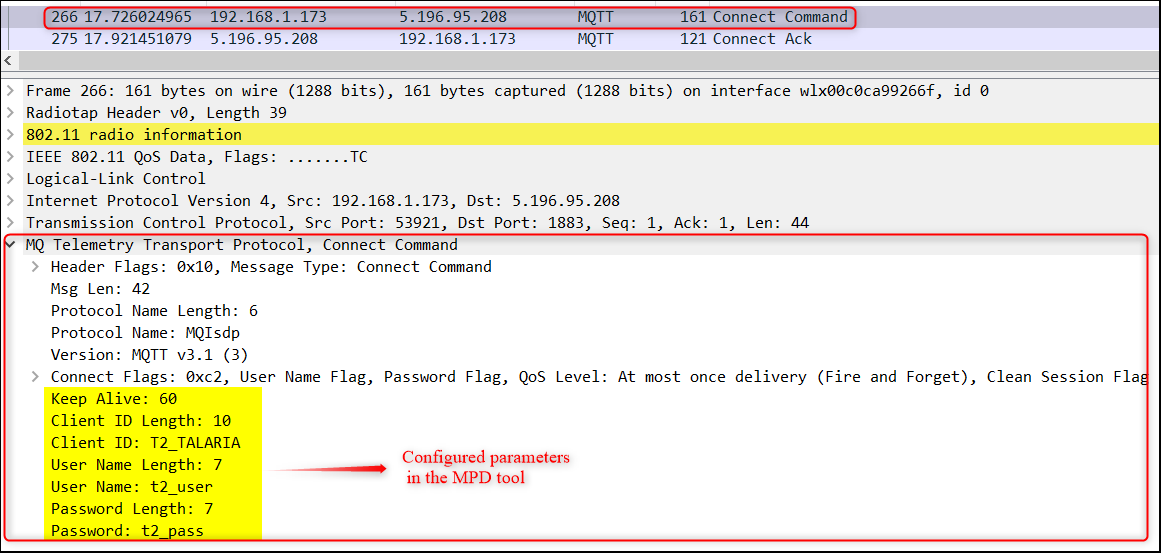 266 17.726024965 192.168.1.173 5.196.95.208 MQTT 161 Connect Command
275 17.921451079 5.196.95.208 192.168.1.173 MQTT 121 Connect Ack
Frame 266: 161 bytes on wire (1288 bits), 161 bytes captured (1288 bits) on interface wlx00c0ca99266f, id 0
Radiotap Header v0, Length 39
802.11 radio information
IEEE 802.11 QoS Data, Flags: .......TC
Logical-Link Control
Internet Protocol Version 4, Src: 192.168.1.173, Dst: 5.196.95.208
Transmission Control Protocol, Src Port: 53921, Dst Port: 1883, Seq: 1, Ack: 1, Len: 44
MQ Telemetry Transport Protocol, Connect Command
Header Flags: 0x10, Message Type: Connect Command
Msg Len: 42
Protocol Name Length: 6
Protocol Name: MQIsdp
Version: MQTT v3.1 (3)
Connect Flags: 0xc2, User Name Flag, Password Flag, QoS Level: At most once delivery (Fire and Forget), Clean Session Flag
Keep Alive: 60
Client ID Length: 10
Client ID: T2_TALARIA
User Name Length: 7
User Name: t2_user
Password Length: 7
Password: t2_pass
Configured parameters
in the MPD tool